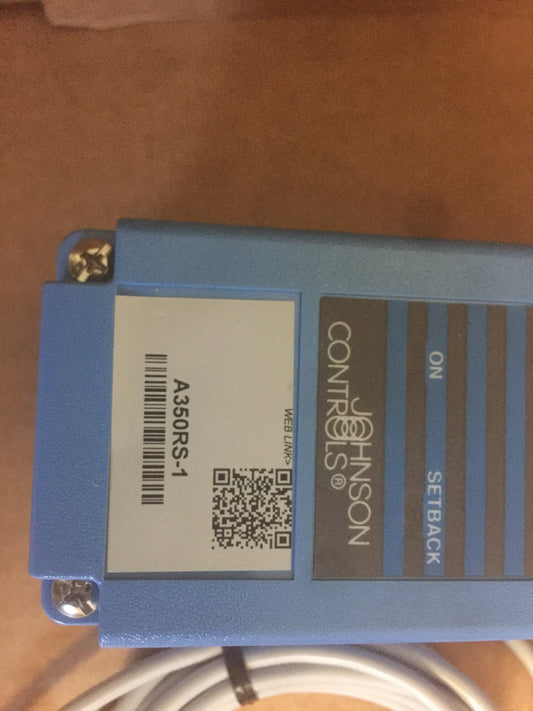 JOHNSON
CONTROLS®
ON SETBACK
WEB LINK>
A350RS-1